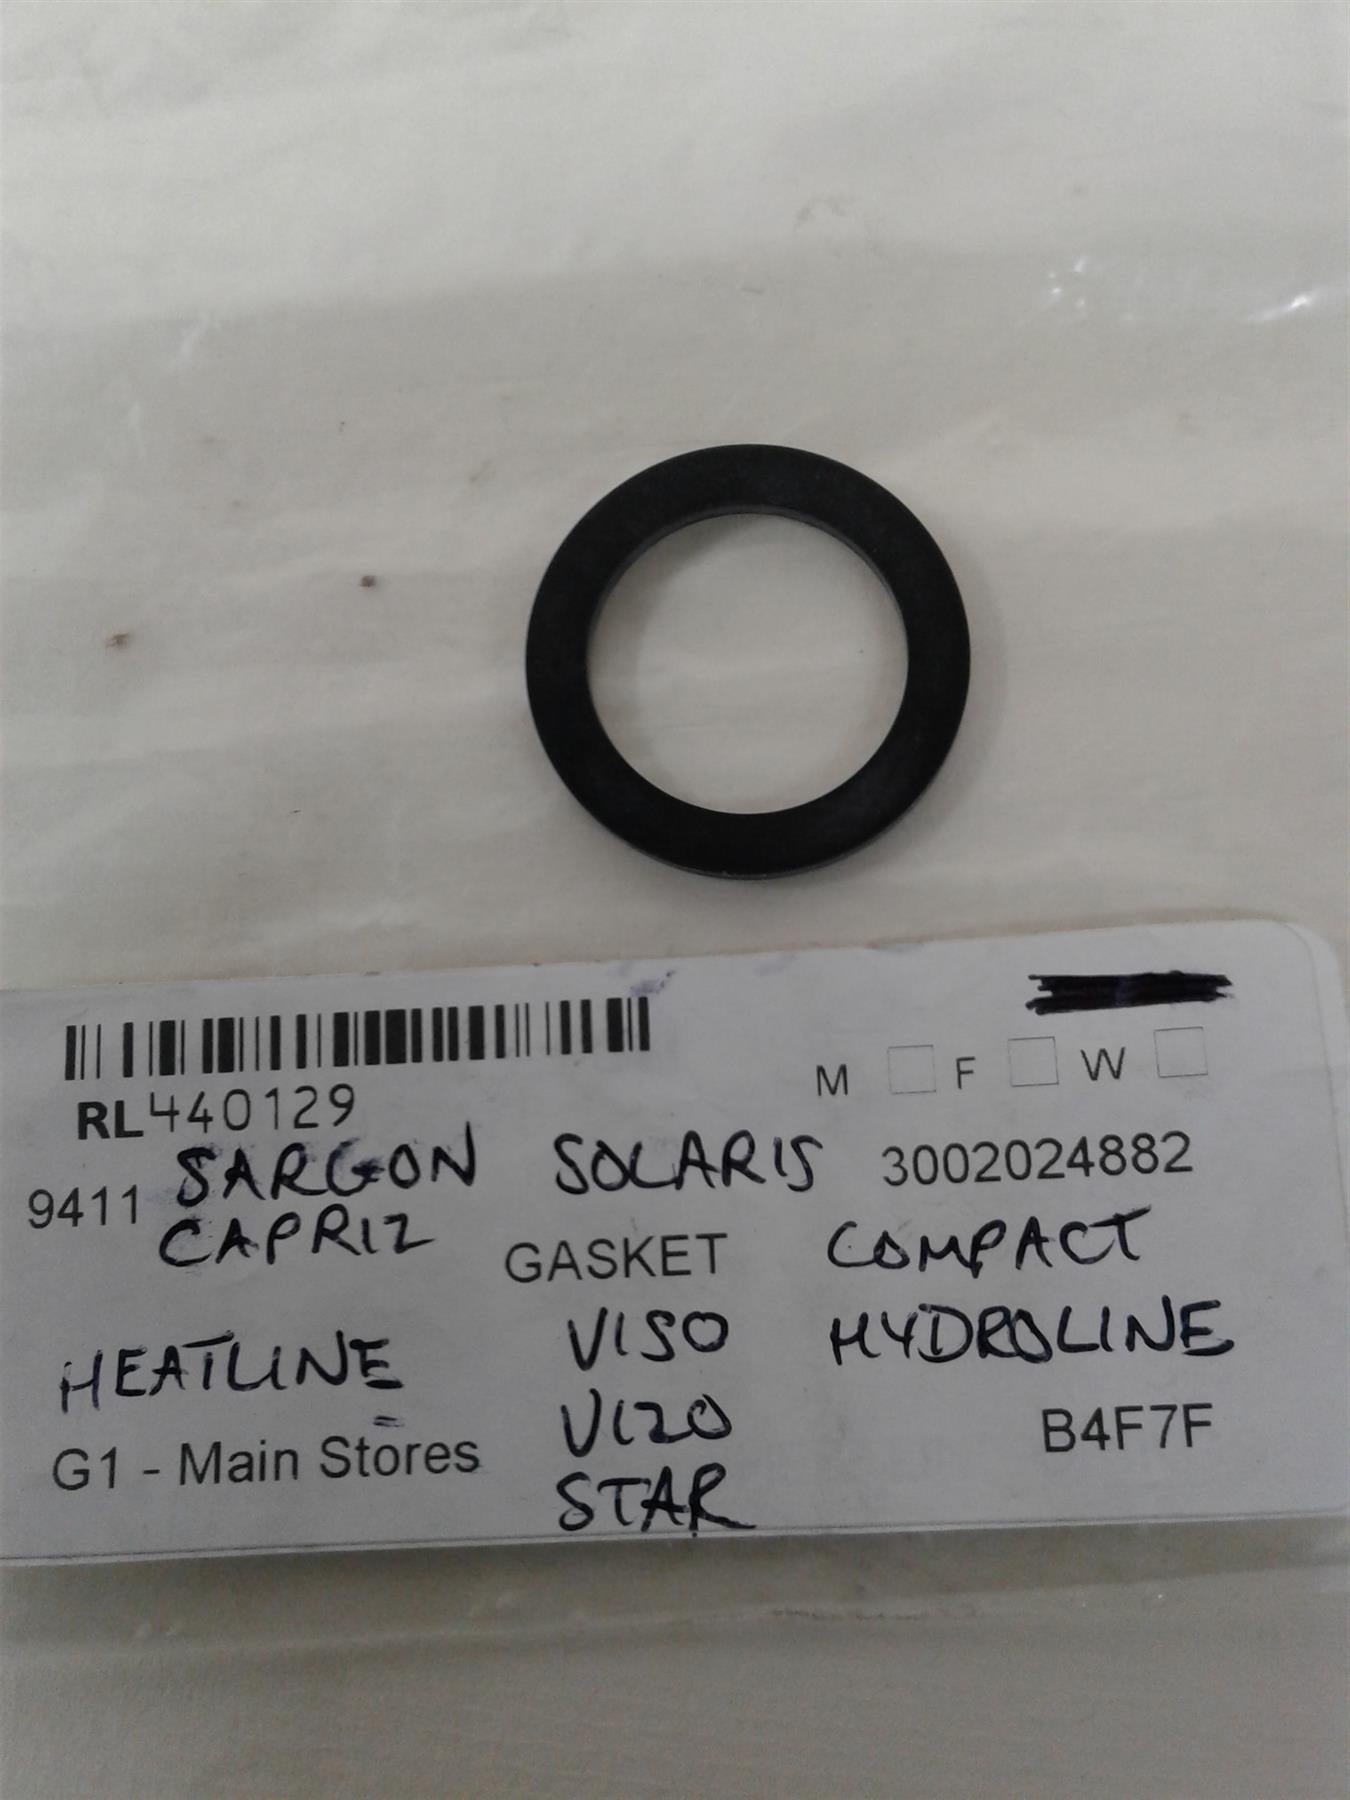 M F W
RL440129
9411 SARGON SOLARIS 3002024882
CAPRIZ GASKET COMPACT
HEATLINE VISO HYDROLINE
VIZO B4F7F
G1 - Main Stores
STAR